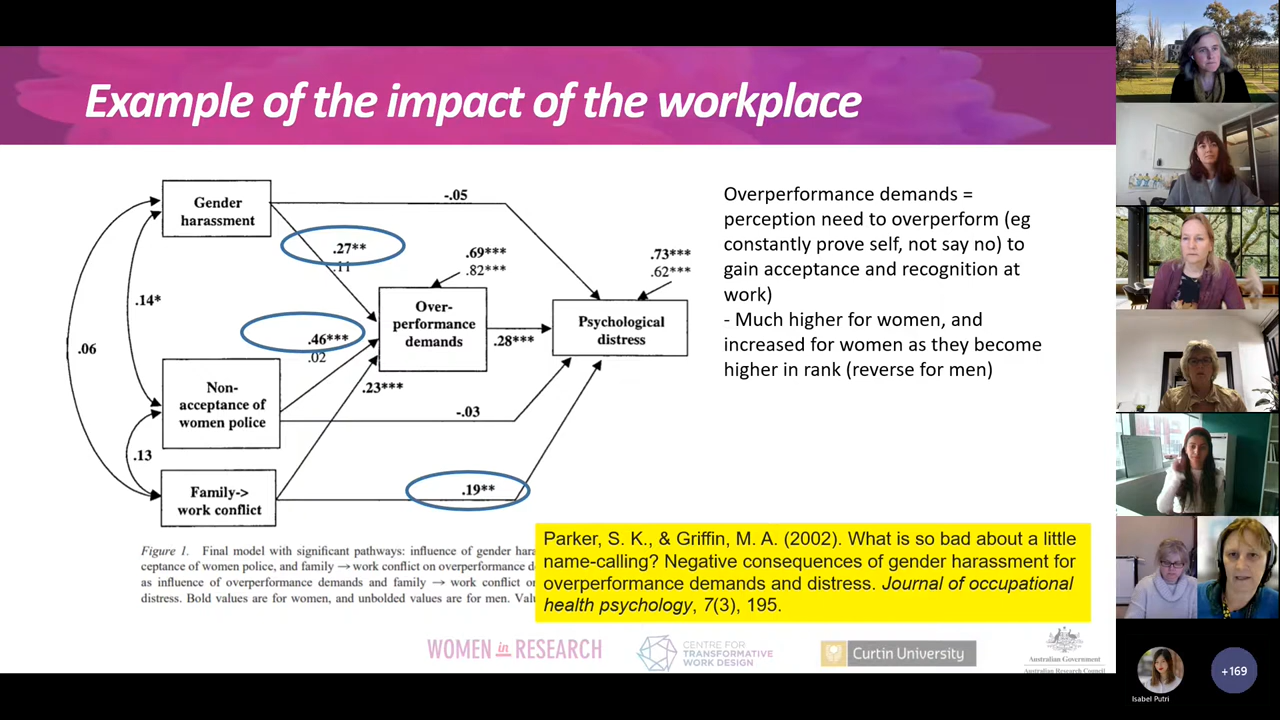 Example of the impact of the workplace
Gender
harassment
-.05
.27**
.11
.69***
.82***
.73***
.62***
.14*
Over-
performance
demands
Psychological
distress
.46***
.02
.28***
.06
.23***
Non-
acceptance of
women police
-.03
.13
Family->
work conflict
.19**
Overperformance demands =
perception need to overperform (eg
constantly prove self, not say no) to
gain acceptance and recognition at
work)
- Much higher for women, and
increased for women as they become
higher in rank (reverse for men)
Figure 1. Final model with significant pathways: influence of gender hara
ceptance of women police, and family → work conflict on overperformance d
as influence of overperformance demands and family → work conflict or
distress. Bold values are for women, and unbolded values are for men. Valu
Parker, S. K., & Griffin, M. A. (2002). What is so bad about a little
name-calling? Negative consequences of gender harassment for
overperformance demands and distress. Journal of occupational
health psychology, 7(3), 195.
WOMEN in RESEARCH
CENTRE FOR
TRANSFORMATIVE
WORK DESIGN
Curtin University
Australian Government
Australian Research Council
Isabel Putri
+169